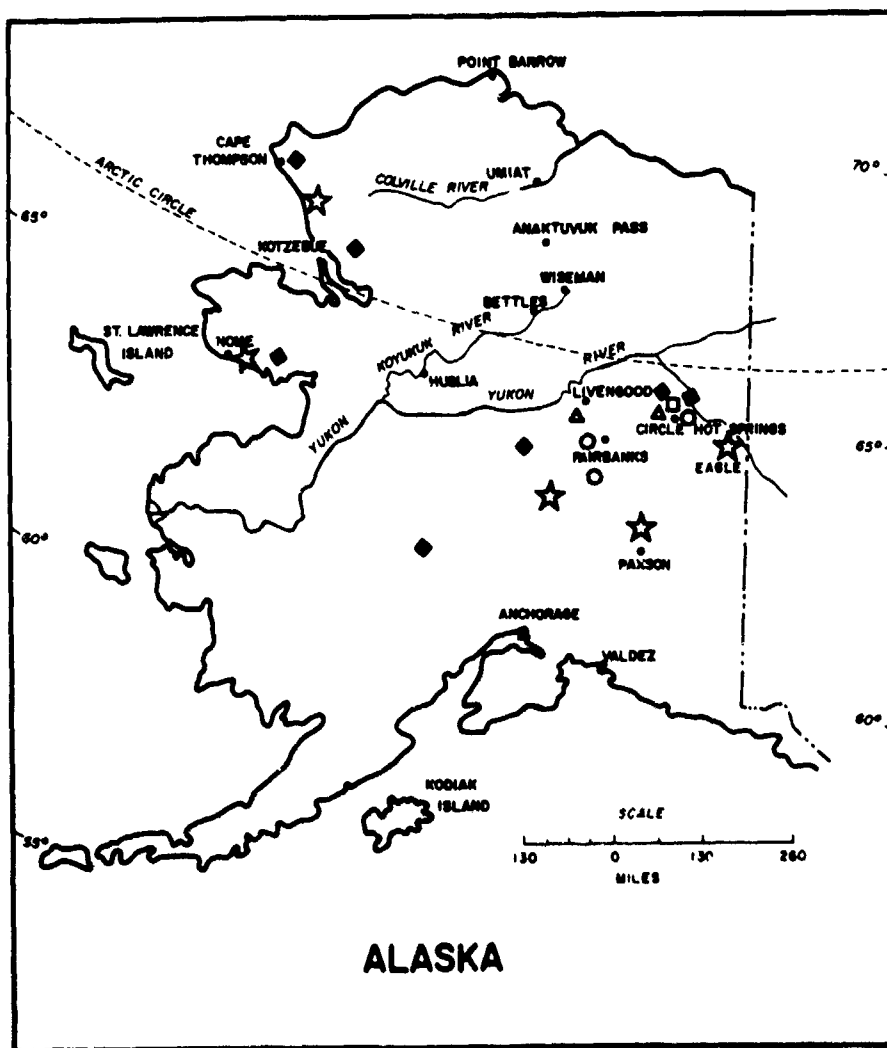 POINT BARROW
CAPE
THOMPSON
ARCTIC CIRCLE
COLVILLE RIVER
UMIAT
70°
65°
ANAKTUVUK PASS
KOTZEBUE
WISEMAN
BETTLES
ST. LAWRENCE
ISLAND
NOME
KOYUKUK RIVER
RIVER
HUSLIA
YUKON
LIVENGOOD
YUKON
CIRCLE HOT SPRINGS
65°
FAIRBANKS
EAGLE
60°
PAXSON
ANCHORAGE
VALDEZ
60°
KODIAK
ISLAND
SCALE
55°
130 0 130 260
MILES
ALASKA